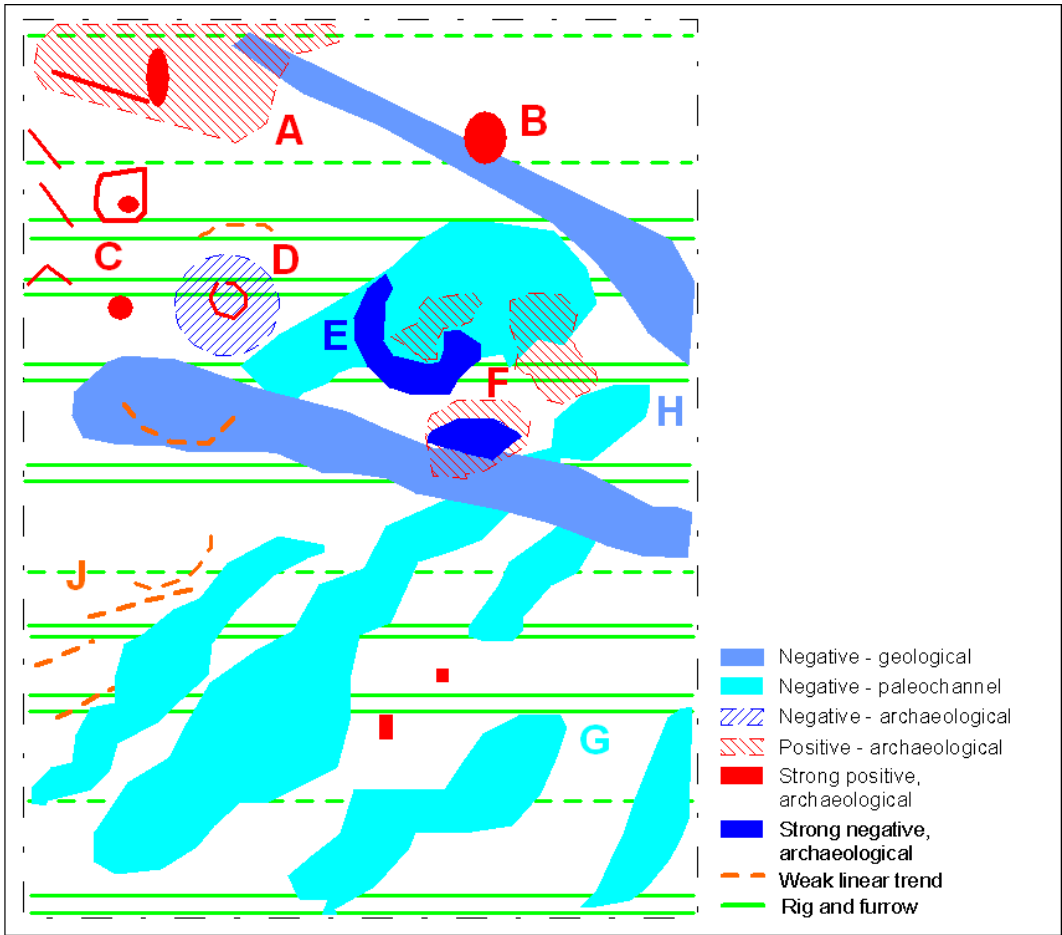 A
B
C
D
E
F
H
J
G
Negative - geological
Negative - paleochannel
Negative - archaeological
Positive - archaeological
Strong positive,
archaeological
Strong negative,
archaeological
Weak linear trend
Rig and furrow